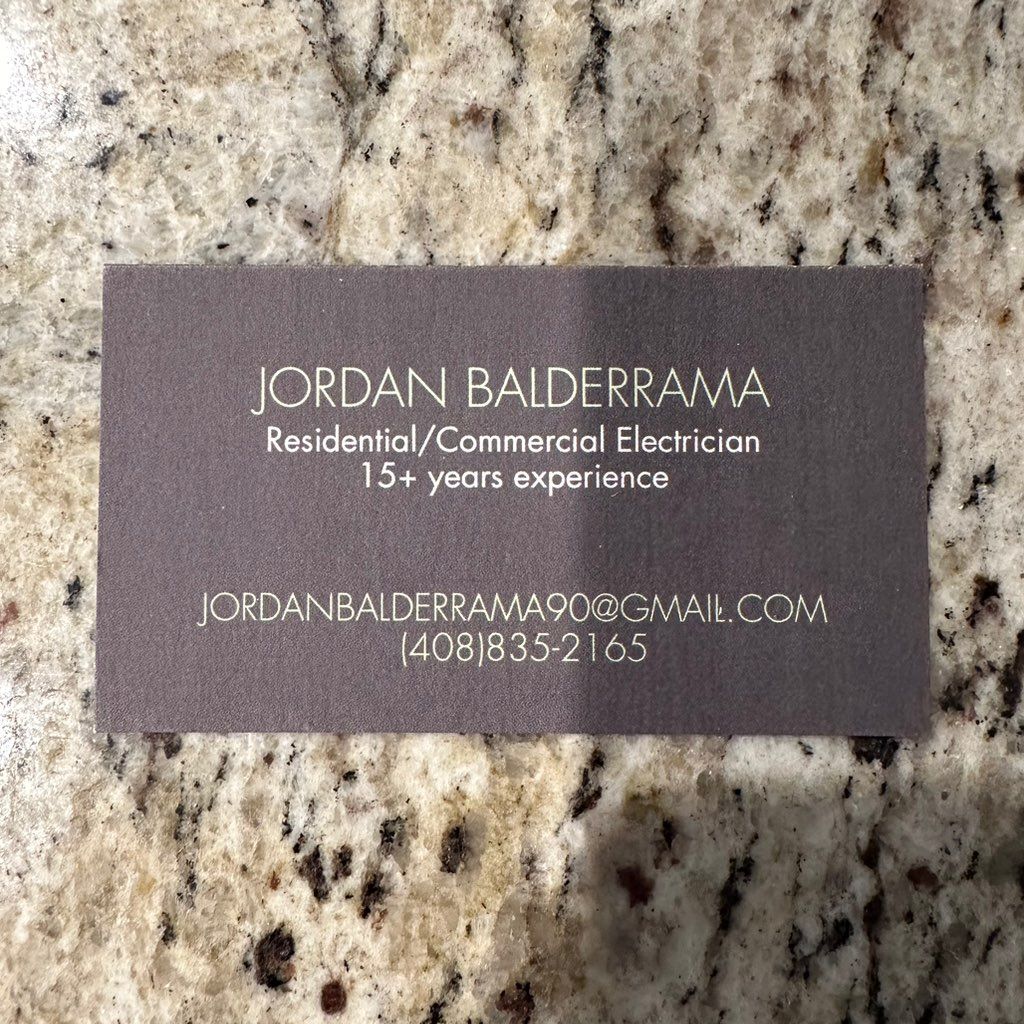 JORDAN BALDERRAMA
Residential/Commercial Electrician
15+ years experience
JORDANBALDERRAMA90@GMAIL.COM
(408)835-2165